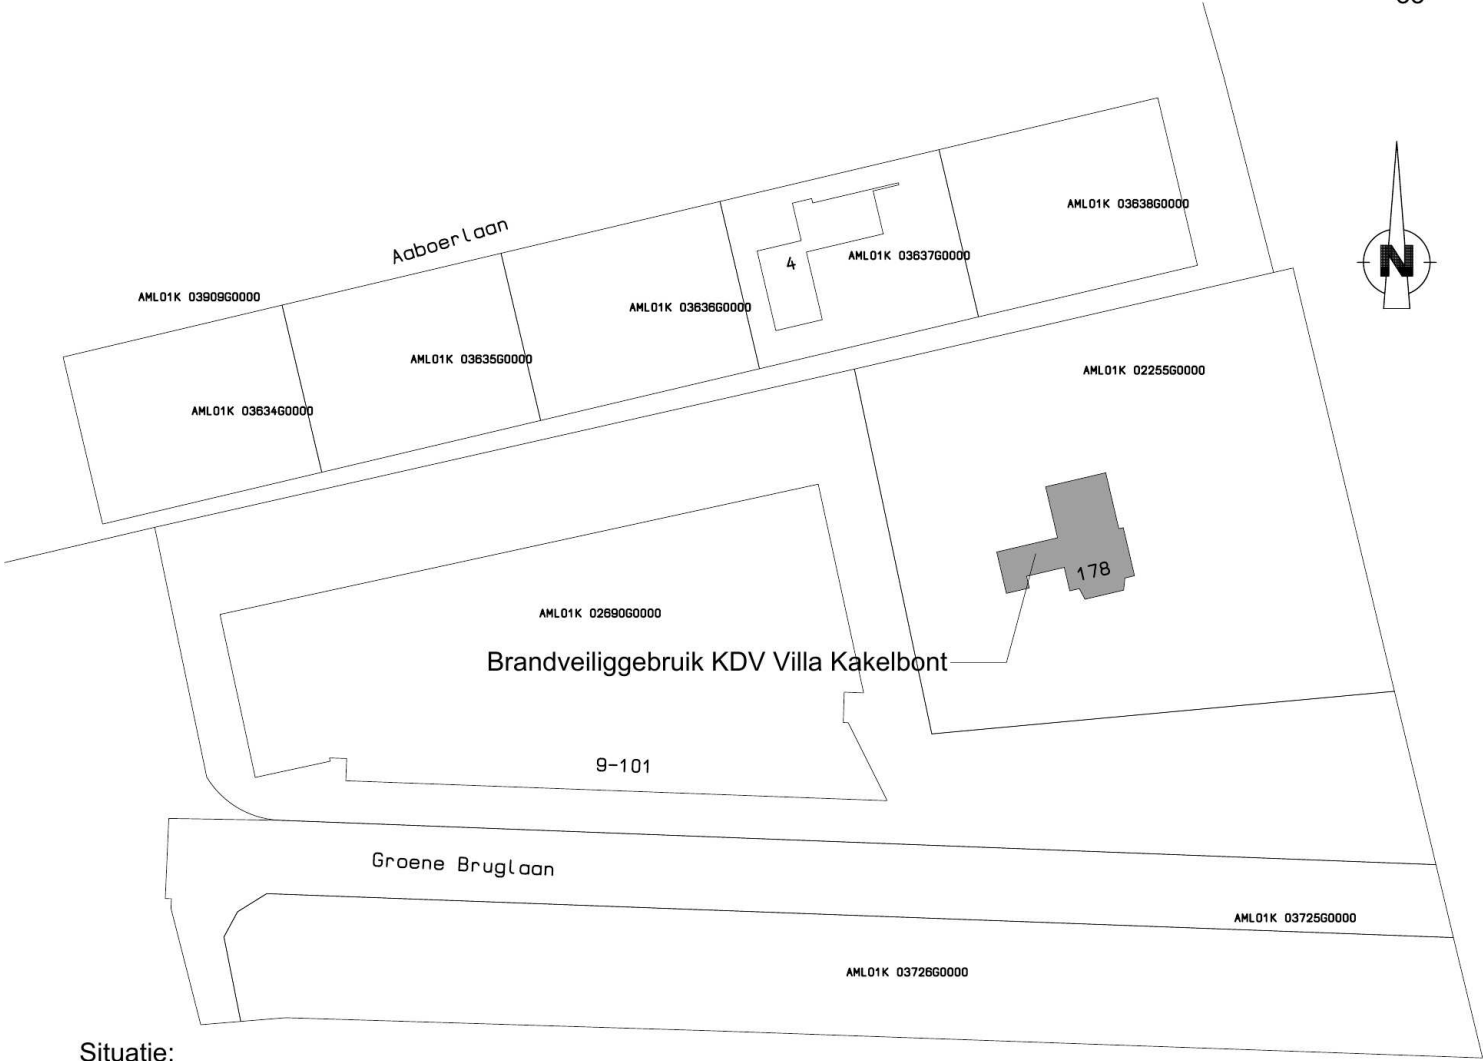 AML01K 03638G0000
N
Aaboerlaan
AML01K 03637G0000
4
AML01K 03909G0000
AML01K 03636G0000
AML01K 03635G0000
AML01K 02255G0000
AML01K 03634G0000
178
AML01K 02690G0000
Brandveiliggebruik KDV Villa Kakelbont
9-101
Groene Bruglaan
AML01K 03725G0000
AML01K 03726G0000
Situatie: